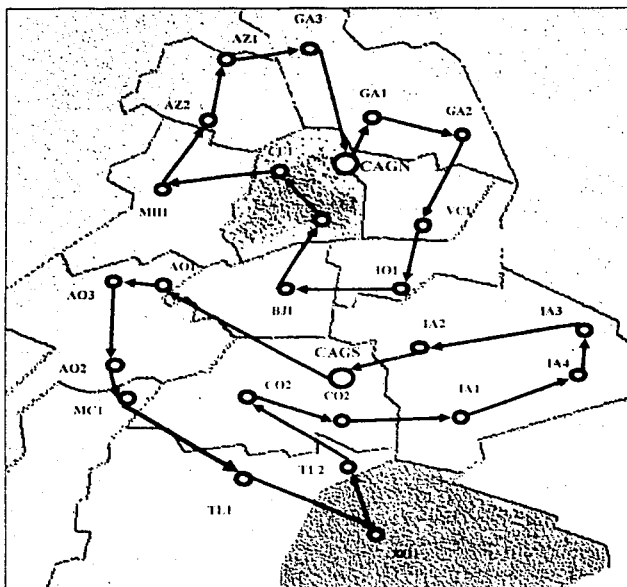 GA3
AZ1
GA1
GA2
AZ2
CAGN
MH1
VC1
IO1
AO1
AO3
BJ1
IA3
IA2
CAGS
IA4
AO2
CO2
CO2
IA1
MC1
TL2
TL1